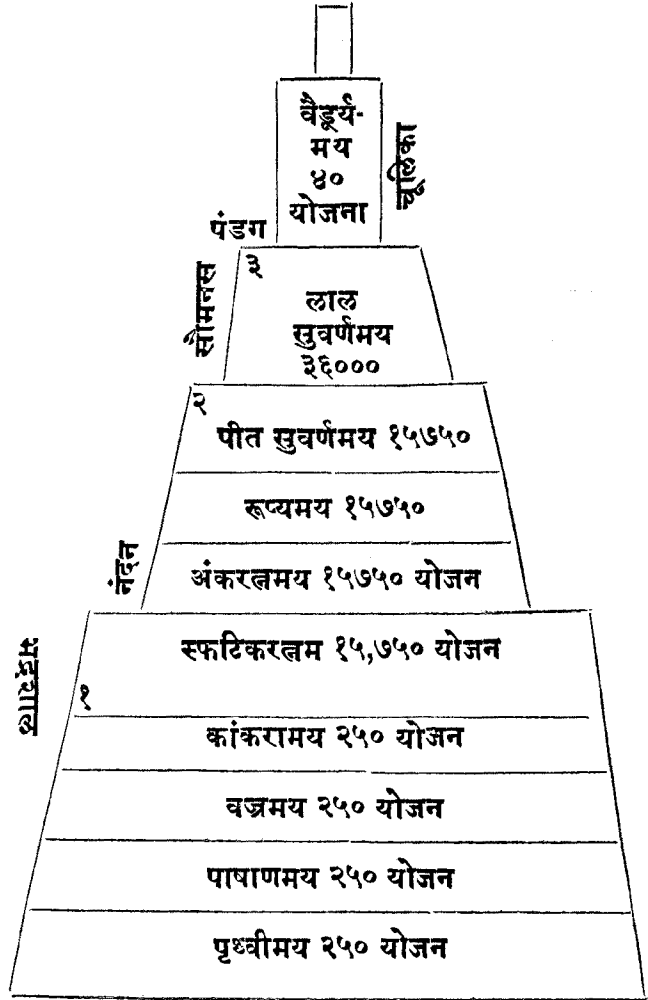 वैडूर्य-
मय
४०
योजना
चूलिका
पंडग
३
सौमनस
लाल
सुवर्णमय
३६०००
२
पीत सुवर्णमय १५७५०
रूप्यमय १५७५०
नंदन
अंकरत्नमय १५७५० योजन
स्फटिकरत्नम १५,७५० योजन
भद्रशाल
१
कांकरामय २५० योजन
वज्रमय २५० योजन
पाषाणमय २५० योजन
पृथ्वीमय २५० योजन